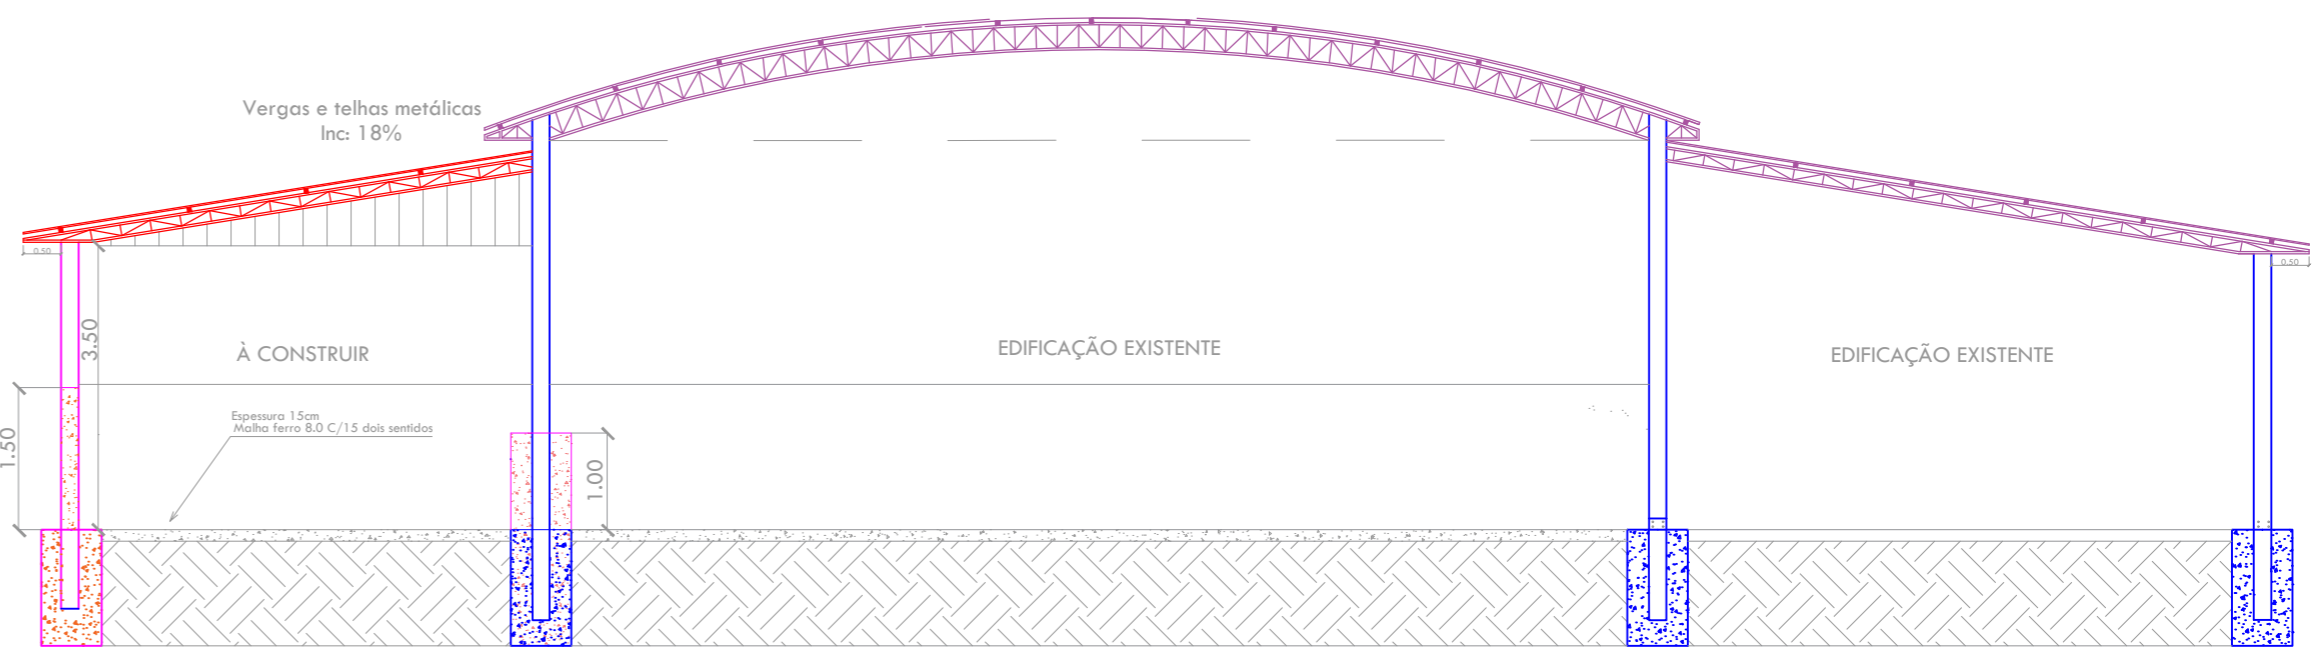 Vergas e telhas metálicas
Inc: 18%
0.50
0.50
3.50
À CONSTRUIR
EDIFICAÇÃO EXISTENTE
EDIFICAÇÃO EXISTENTE
1.50
Espessura 15cm
Malha ferro 8.0 C/15 dois sentidos
1.00